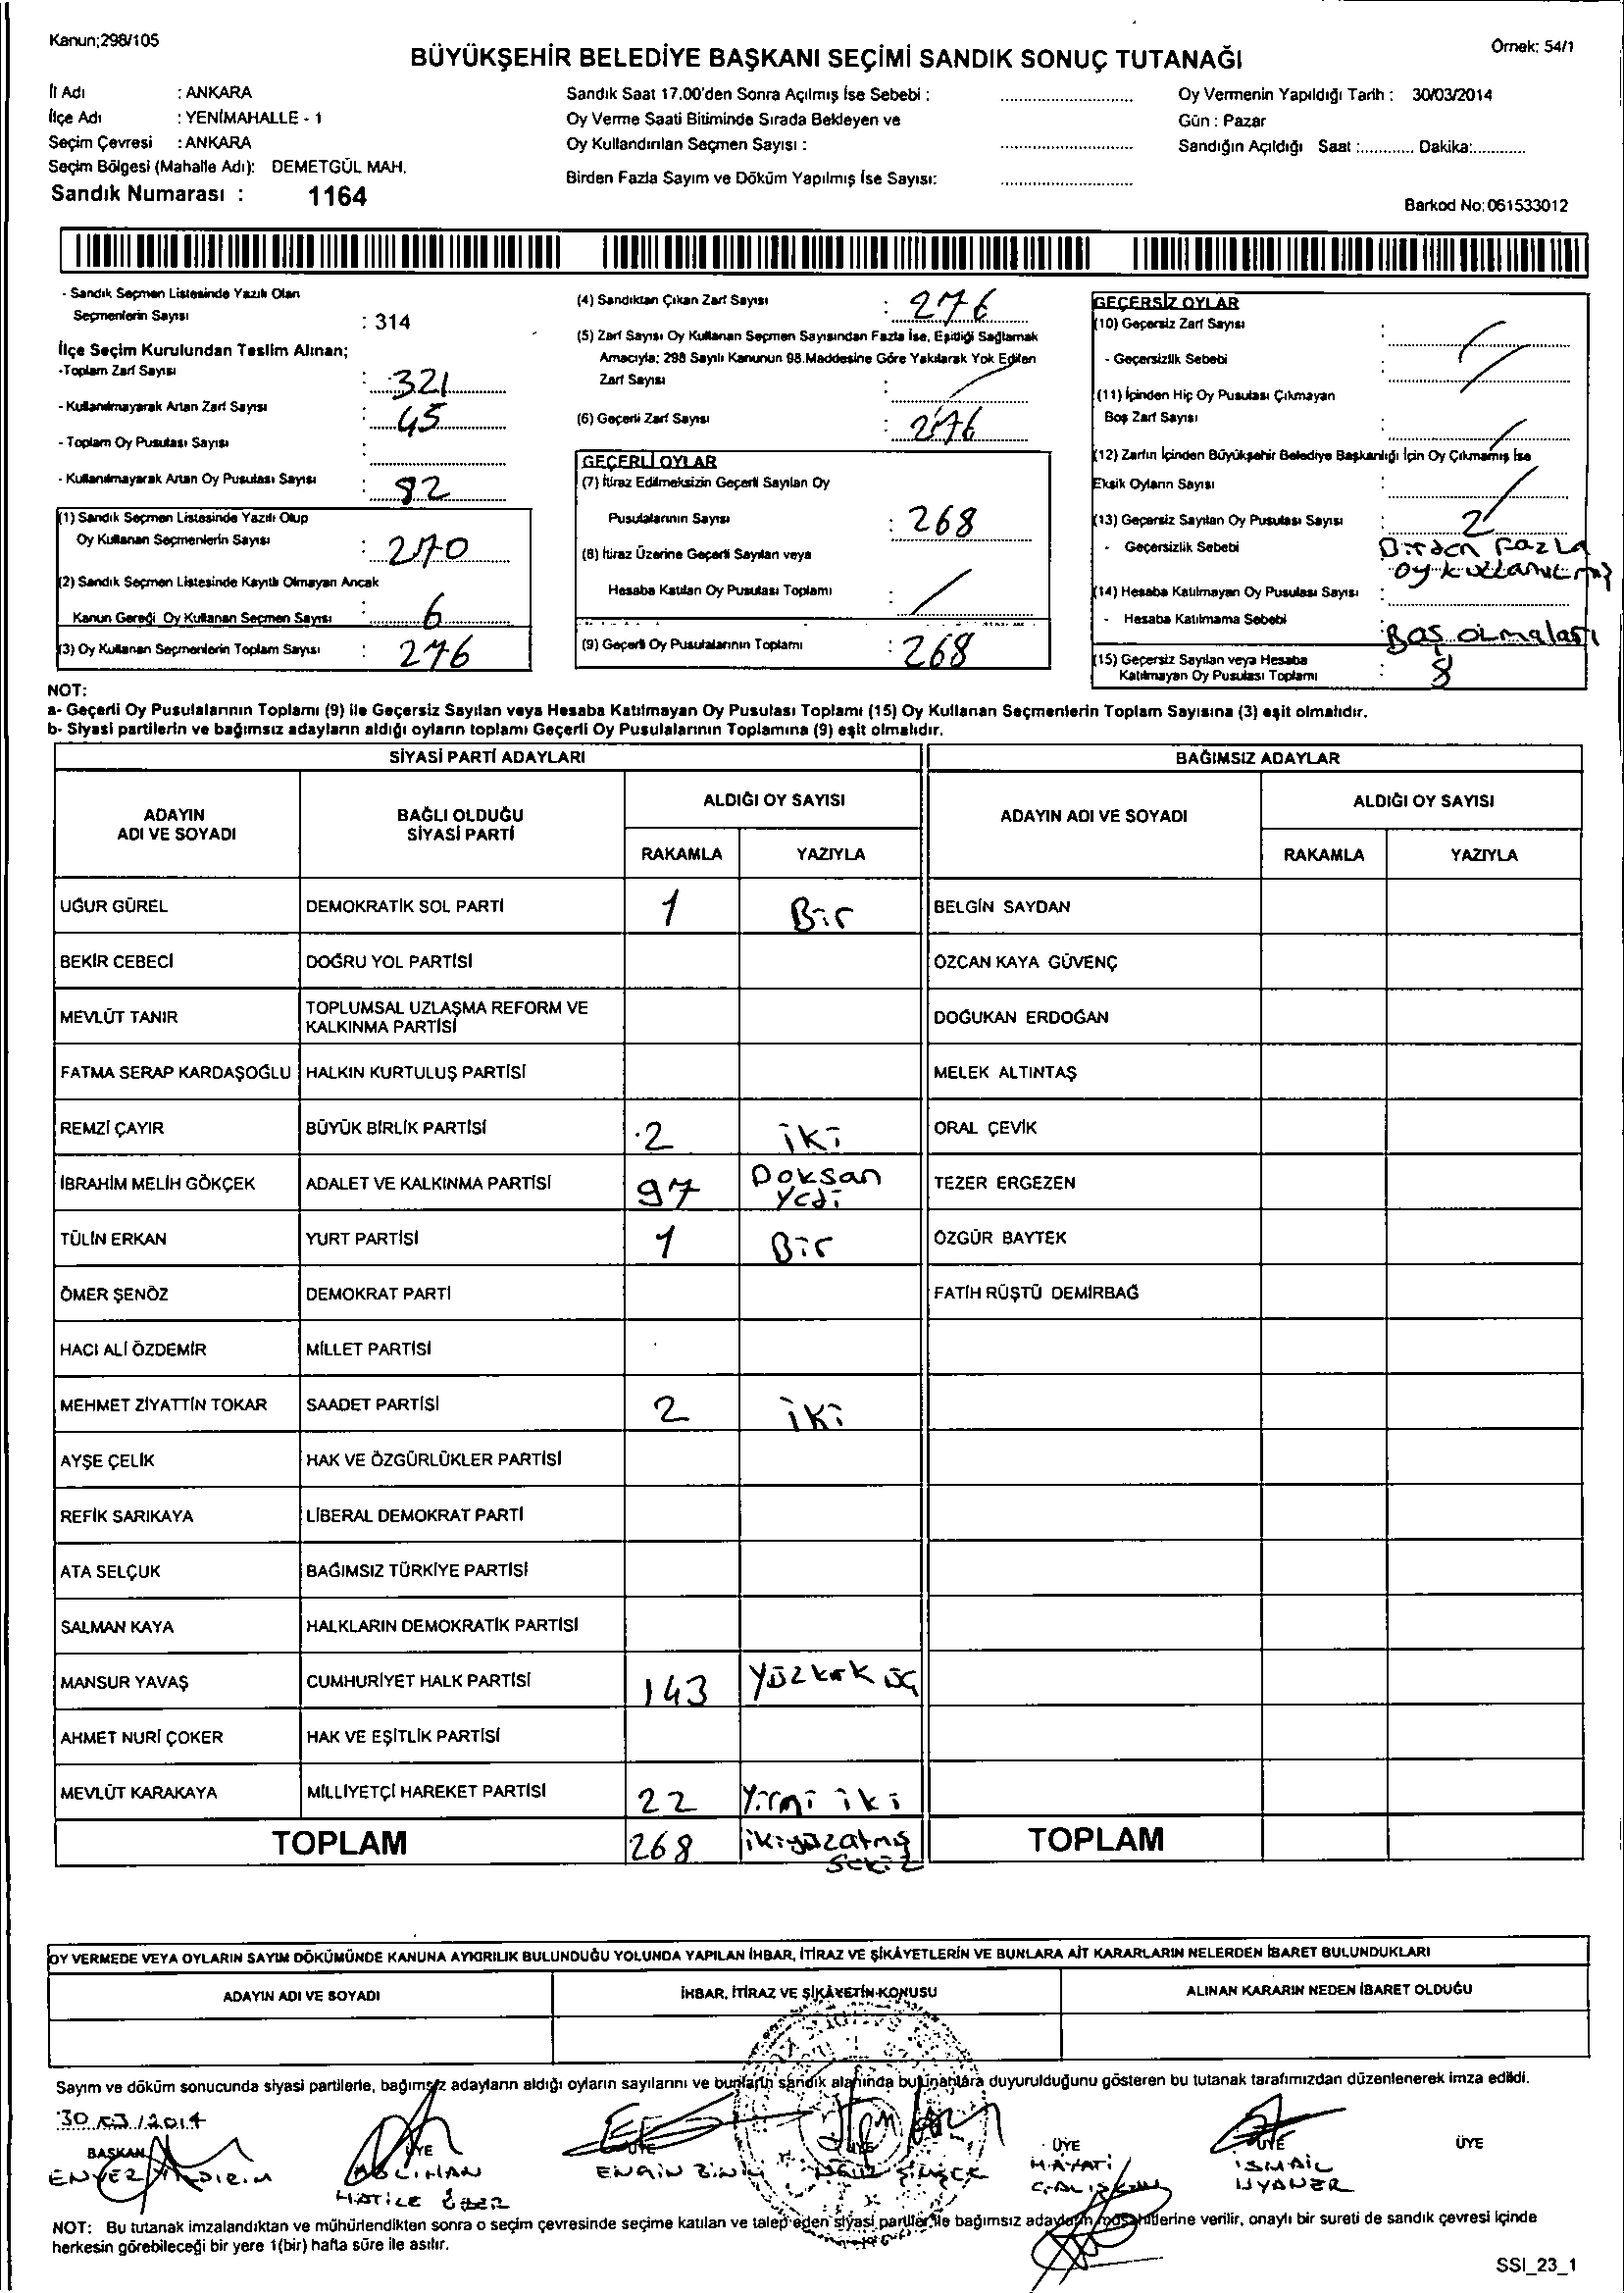 Kanun;298/105
Örnek: 54/1
BÜYÜKŞEHİR BELEDİYE BAŞKANI SEÇİMİ SANDIK SONUÇ TUTANAĞI
İl Adı : ANKARA
İlçe Adı : YENİMAHALLE - 1
Seçim Çevresi : ANKARA
Seçim Bölgesi (Mahalle Adı): DEMETGÜL MAH.
Sandık Numarası : 1164
Sandık Saat 17.00'den Sonra Açılmış İse Sebebi :
Oy Verme Saati Bitiminde Sırada Bekleyen ve
Oy Kullandırılan Seçmen Sayısı :
Birden Fazla Sayım ve Döküm Yapılmış İse Sayısı:
Oy Vermenin Yapıldığı Tarih : 30/03/2014
Gün : Pazar
Sandığın Açıldığı Saat :............ Dakika:............
Barkod No: 061533012
- Sandık Seçmen Listesinde Yazılı Olan
Seçmenlerin Sayısı : 314
İlçe Seçim Kurulundan Teslim Alınan;
-Toplam Zarf Sayısı : 321
- Kullanılmayarak Artan Zarf Sayısı : 45
- Toplam Oy Pusulası Sayısı :
- Kullanılmayarak Artan Oy Pusulası Sayısı : 82
(1) Sandık Seçmen Listesinde Yazılı Olup
Oy Kullanan Seçmenlerin Sayısı : 270
(2) Sandık Seçmen Listesinde Kayıtlı Olmayan Ancak
Kanun Gereği Oy Kullanan Seçmen Sayısı : 6
(3) Oy Kullanan Seçmenlerin Toplam Sayısı : 276
(4) Sandıktan Çıkan Zarf Sayısı : 276
(5) Zarf Sayısı Oy Kullanan Seçmen Sayısından Fazla İse, Eşitliği Sağlamak
Amacıyla; 298 Sayılı Kanunun 98.Maddesine Göre Yakılarak Yok Edilen
Zarf Sayısı : /
(6) Geçerli Zarf Sayısı : 276
GEÇERLİ OYLAR
(7) İtiraz Edilmeksizin Geçerli Sayılan Oy
Pusulalarının Sayısı : 268
(8) İtiraz Üzerine Geçerli Sayılan veya
Hesaba Katılan Oy Pusulası Toplamı : /
(9) Geçerli Oy Pusulalarının Toplamı : 268
GEÇERSİZ OYLAR
(10) Geçersiz Zarf Sayısı : /
- Geçersizlik Sebebi : /
(11) İçinden Hiç Oy Pusulası Çıkmayan
Boş Zarf Sayısı : /
(12) Zarfın İçinden Büyükşehir Belediye Başkanlığı İçin Oy Çıkmamış İse
Eksik Oyların Sayısı : /
(13) Geçersiz Sayılan Oy Pusulası Sayısı : 2
- Geçersizlik Sebebi Birden Fazla
oy kullanılmış
(14) Hesaba Katılmayan Oy Pusulası Sayısı :
- Hesaba Katılmama Sebebi : Boş olmaları
(15) Geçersiz Sayılan veya Hesaba
Katılmayan Oy Pusulası Toplamı : 8
NOT:
a- Geçerli Oy Pusulalarının Toplamı (9) ile Geçersiz Sayılan veya Hesaba Katılmayan Oy Pusulası Toplamı (15) Oy Kullanan Seçmenlerin Toplam Sayısına (3) eşit olmalıdır.
b- Siyasi partilerin ve bağımsız adayların aldığı oyların toplamı Geçerli Oy Pusulalarının Toplamına (9) eşit olmalıdır.
SİYASİ PARTİ ADAYLARI BAĞIMSIZ ADAYLAR
ADAYIN ADI VE SOYADI BAĞLI OLDUĞU SİYASİ PARTİ ALDIĞI OY SAYISI ADAYIN ADI VE SOYADI ALDIĞI OY SAYISI
RAKAMLA YAZIYLA RAKAMLA YAZIYLA
UĞUR GÜREL DEMOKRATİK SOL PARTİ 1 Bir BELGİN SAYDAN
BEKİR CEBECİ DOĞRU YOL PARTİSİ ÖZCAN KAYA GÜVENÇ
MEVLÜT TANIR TOPLUMSAL UZLAŞMA REFORM VE KALKINMA PARTİSİ DOĞUKAN ERDOĞAN
FATMA SERAP KARDAŞOĞLU HALKIN KURTULUŞ PARTİSİ MELEK ALTINTAŞ
REMZİ ÇAYIR BÜYÜK BİRLİK PARTİSİ 2 iki ORAL ÇEVİK
İBRAHİM MELİH GÖKÇEK ADALET VE KALKINMA PARTİSİ 97 Doksan yedi TEZER ERGEZEN
TÜLİN ERKAN YURT PARTİSİ 1 Bir ÖZGÜR BAYTEK
ÖMER ŞENÖZ DEMOKRAT PARTİ FATİH RÜŞTÜ DEMİRBAĞ
HACI ALİ ÖZDEMİR MİLLET PARTİSİ
MEHMET ZİYATTİN TOKAR SAADET PARTİSİ 2 iki
AYŞE ÇELİK HAK VE ÖZGÜRLÜKLER PARTİSİ
REFİK SARIKAYA LİBERAL DEMOKRAT PARTİ
ATA SELÇUK BAĞIMSIZ TÜRKİYE PARTİSİ
SALMAN KAYA HALKLARIN DEMOKRATİK PARTİSİ
MANSUR YAVAŞ CUMHURİYET HALK PARTİSİ 143 yüzkırk üç
AHMET NURİ ÇOKER HAK VE EŞİTLİK PARTİSİ
MEVLÜT KARAKAYA MİLLİYETÇİ HAREKET PARTİSİ 22 Yirmi iki
TOPLAM 268 ikiyüzatmış sekiz TOPLAM
OY VERMEDE VEYA OYLARIN SAYIM DÖKÜMÜNDE KANUNA AYKIRILIK BULUNDUĞU YOLUNDA YAPILAN İHBAR, İTİRAZ VE ŞİKÂYETLERİN VE BUNLARA AİT KARARLARIN NELERDEN İBARET BULUNDUKLARI
ADAYIN ADI VE SOYADI İHBAR, İTİRAZ VE ŞİKÂYETİN KONUSU ALINAN KARARIN NEDEN İBARET OLDUĞU
Sayım ve döküm sonucunda siyasi partilerle, bağımsız adayların aldığı oyların sayılarını ve bunların sandık alanında bulunanlara duyurulduğunu gösteren bu tutanak tarafımızdan düzenlenerek imza edildi.
30/03/2014
BAŞKAN ÜYE ÜYE ÜYE ÜYE ÜYE ÜYE
ENVER YILDIRIM
HATİCE
ENGİN
HAYATİ ÇALIŞKAN
İSMAİL UYANER
NOT: Bu tutanak imzalandıktan ve mühürlendikten sonra o seçim çevresinde seçime katılan ve talep eden siyasi partiler ile bağımsız adayların müşahitlerine verilir, onaylı bir sureti de sandık çevresi içinde
herkesin görebileceği bir yere 1(bir) hafta süre ile asılır.
SSI_23_1